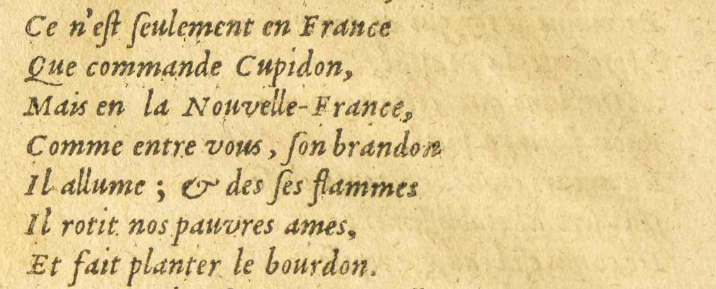 Ce n'eſt ſeulement en France
Que commande Cupidon,
Mais en la Nouvelle-France,
Comme entre vous, ſon brandon
Il allume ; & des ſes flammes
Il rotit nos pauvres ames,
Et fait planter le bourdon.